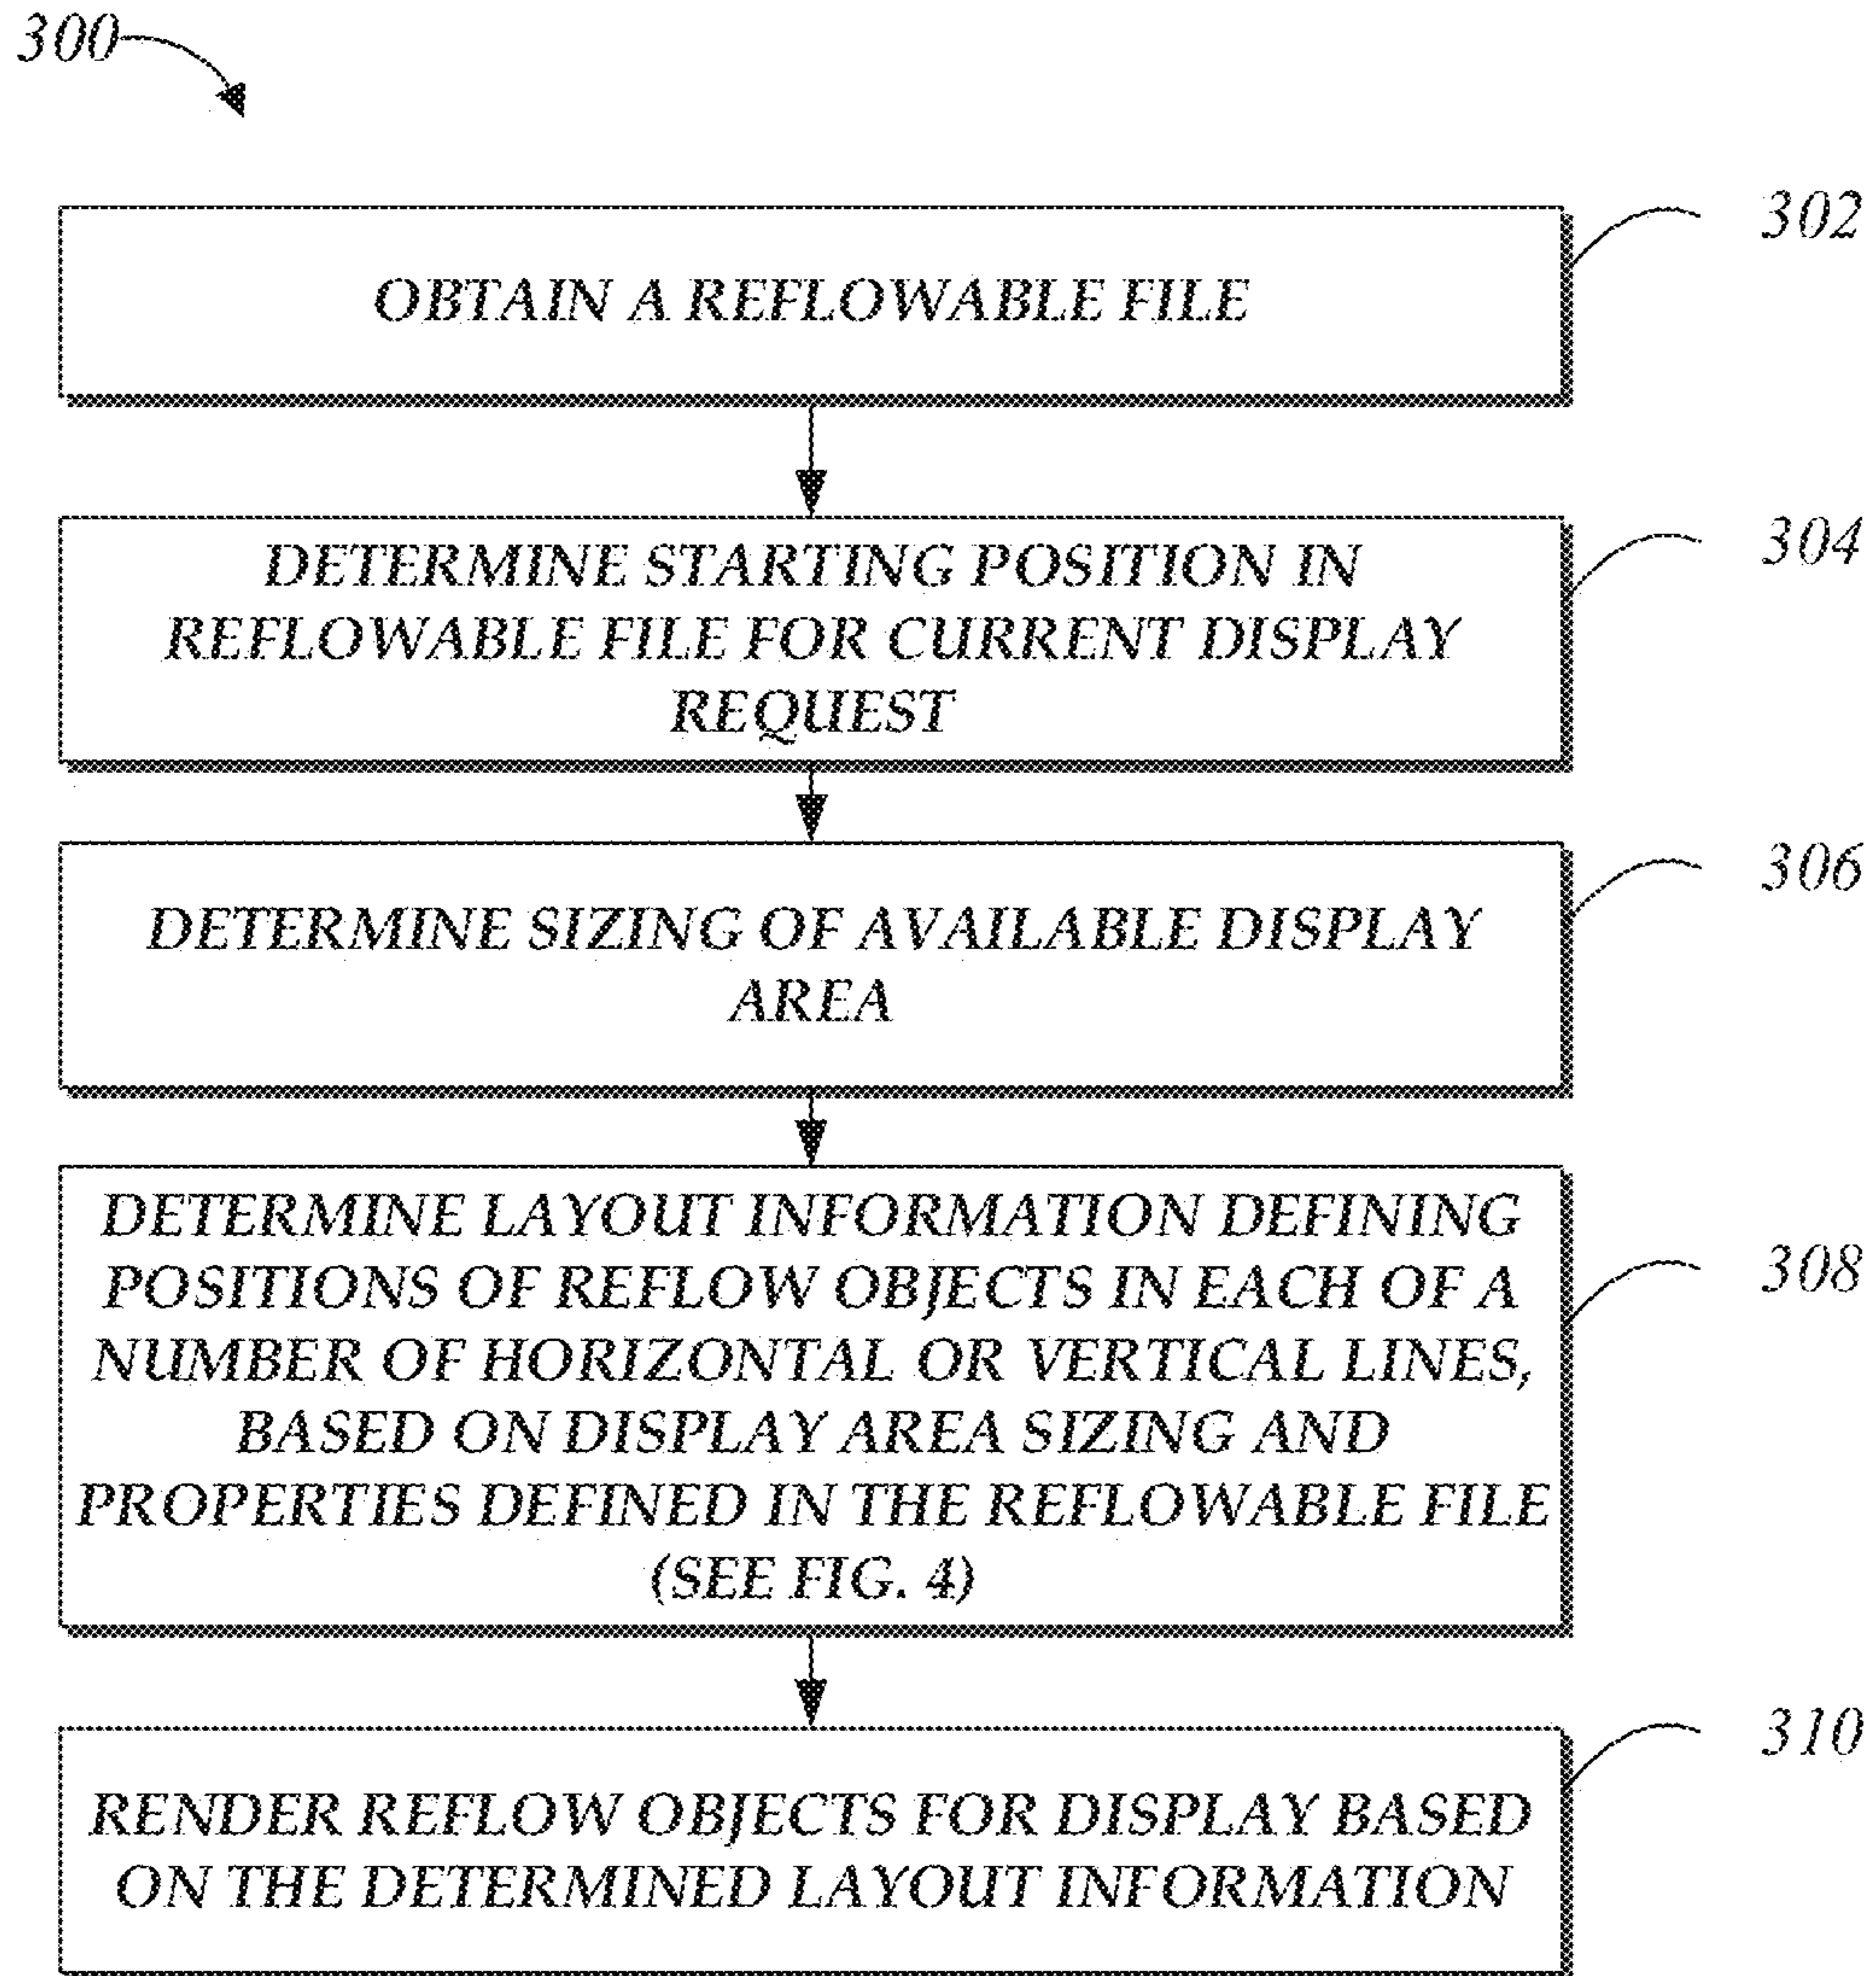 300
302
OBTAIN A REFLOWABLE FILE
304
DETERMINE STARTING POSITION IN
REFLOWABLE FILE FOR CURRENT DISPLAY
REQUEST
306
DETERMINE SIZING OF AVAILABLE DISPLAY
AREA
308
DETERMINE LAYOUT INFORMATION DEFINING
POSITIONS OF REFLOW OBJECTS IN EACH OF A
NUMBER OF HORIZONTAL OR VERTICAL LINES,
BASED ON DISPLAY AREA SIZING AND
PROPERTIES DEFINED IN THE REFLOWABLE FILE
(SEE FIG. 4)
310
RENDER REFLOW OBJECTS FOR DISPLAY BASED
ON THE DETERMINED LAYOUT INFORMATION